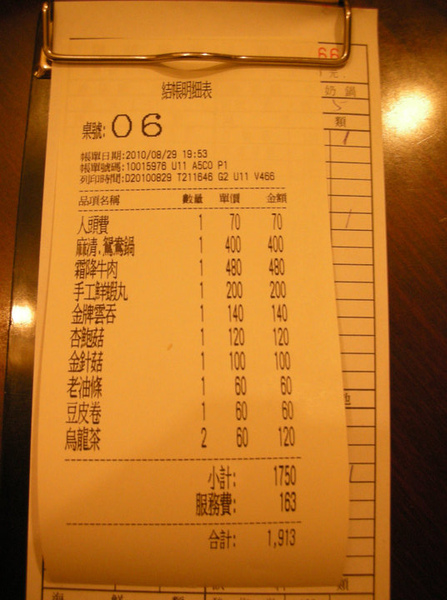 結帳明細表
桌號:06
帳單日期:2010/08/29 19:53
帳單號碼:10015976 U11 A5C0 P1
列印時間:D20100829 T211646 G2 U11 V466
品項名稱 數量 單價 金額
人頭費 1 70 70
麻清.鴛鴦鍋 1 400 400
霜降牛肉 1 480 480
手工鮮蝦丸 1 200 200
金牌雲吞 1 140 140
杏鮑菇 1 120 120
金針菇 1 100 100
老油條 1 60 60
豆皮卷 1 60 60
烏龍茶 2 60 120
小計: 1750
服務費: 163
合計: 1,913
66
奶鍋
類